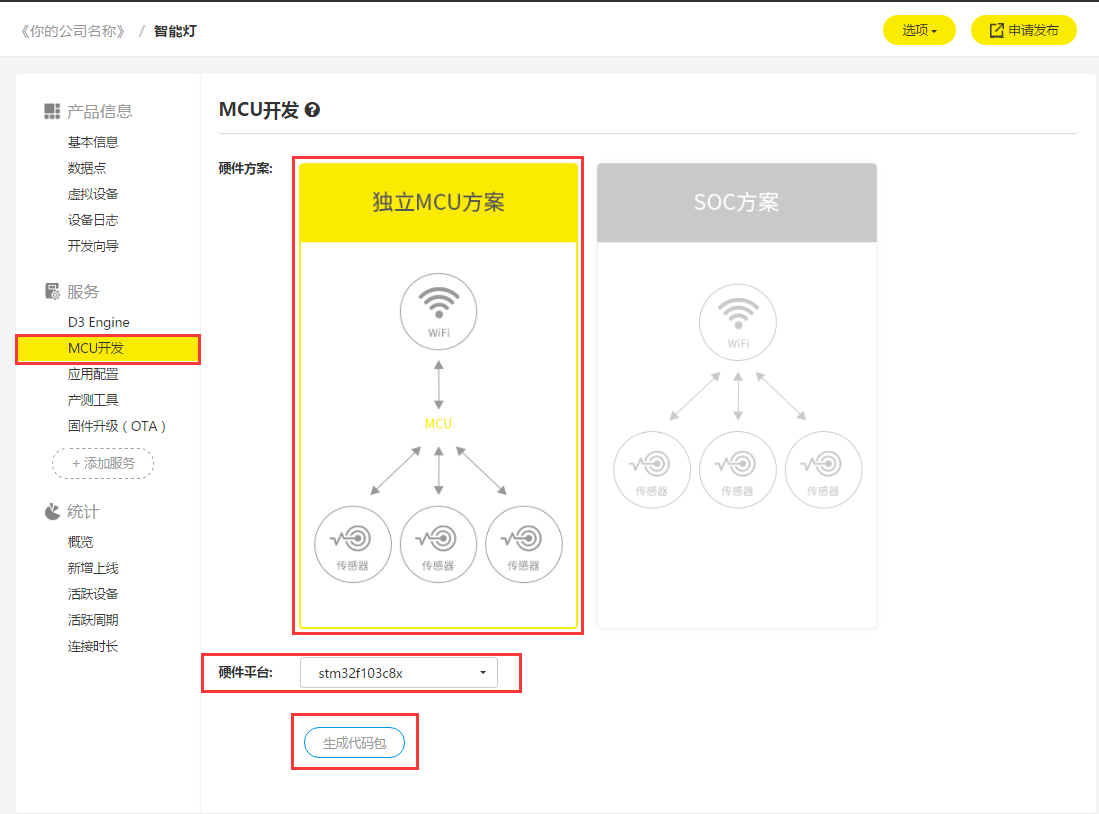 《你的公司名称》 / 智能灯
选项
申请发布
产品信息
基本信息
数据点
虚拟设备
设备日志
开发向导
服务
D3 Engine
MCU开发
应用配置
产测工具
固件升级（OTA）
+ 添加服务
统计
概览
新增上线
活跃设备
活跃周期
连接时长
MCU开发 ?
硬件方案:
独立MCU方案
WiFi
MCU
传感器 传感器 传感器
SOC方案
WiFi
传感器 传感器 传感器
硬件平台: stm32f103c8x
生成代码包